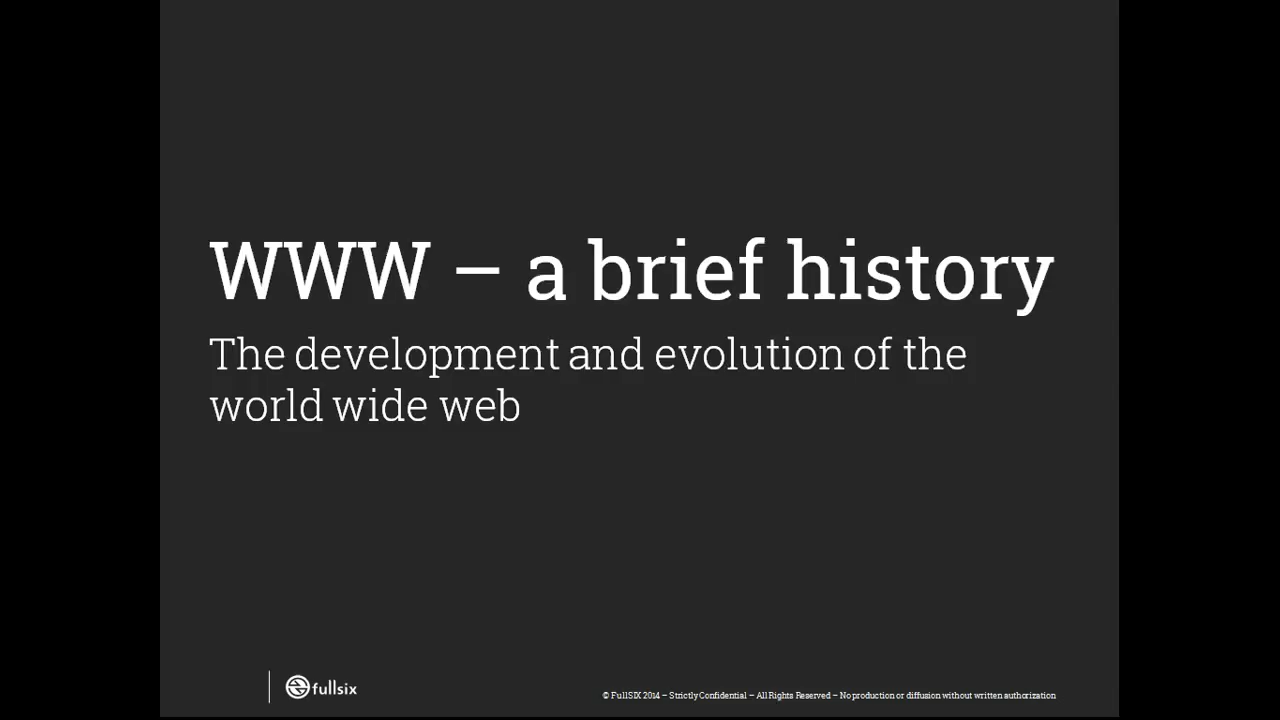 WWW – a brief history
The development and evolution of the
world wide web
fullsix
© FullSIX 2014 – Strictly Confidential – All Rights Reserved – No production or diffusion without written authorization